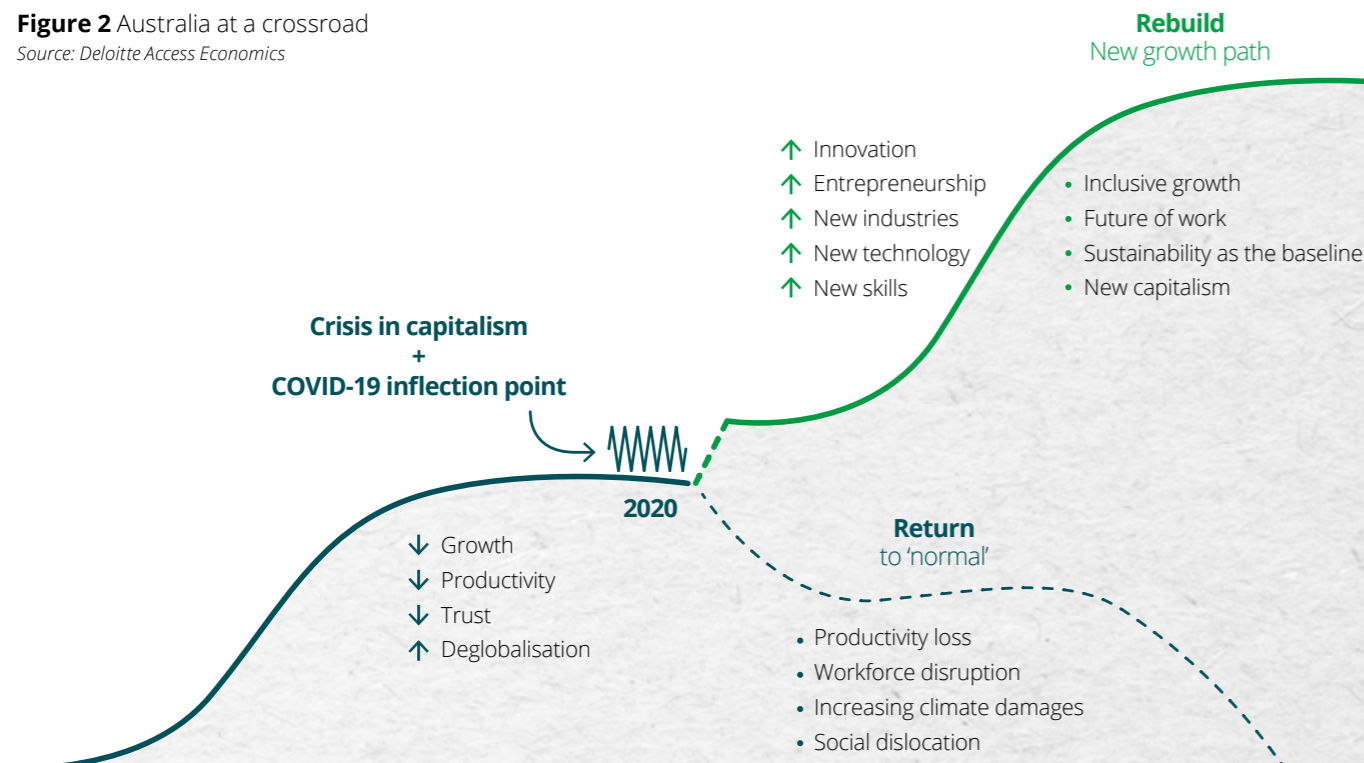 Figure 2 Australia at a crossroad
Source: Deloitte Access Economics
Rebuild
New growth path
↑ Innovation
↑ Entrepreneurship
↑ New industries
↑ New technology
↑ New skills
• Inclusive growth
• Future of work
• Sustainability as the baseline
• New capitalism
Crisis in capitalism
+
COVID-19 inflection point
2020
↓ Growth
↓ Productivity
↓ Trust
↑ Deglobalisation
Return
to ‘normal’
• Productivity loss
• Workforce disruption
• Increasing climate damages
• Social dislocation